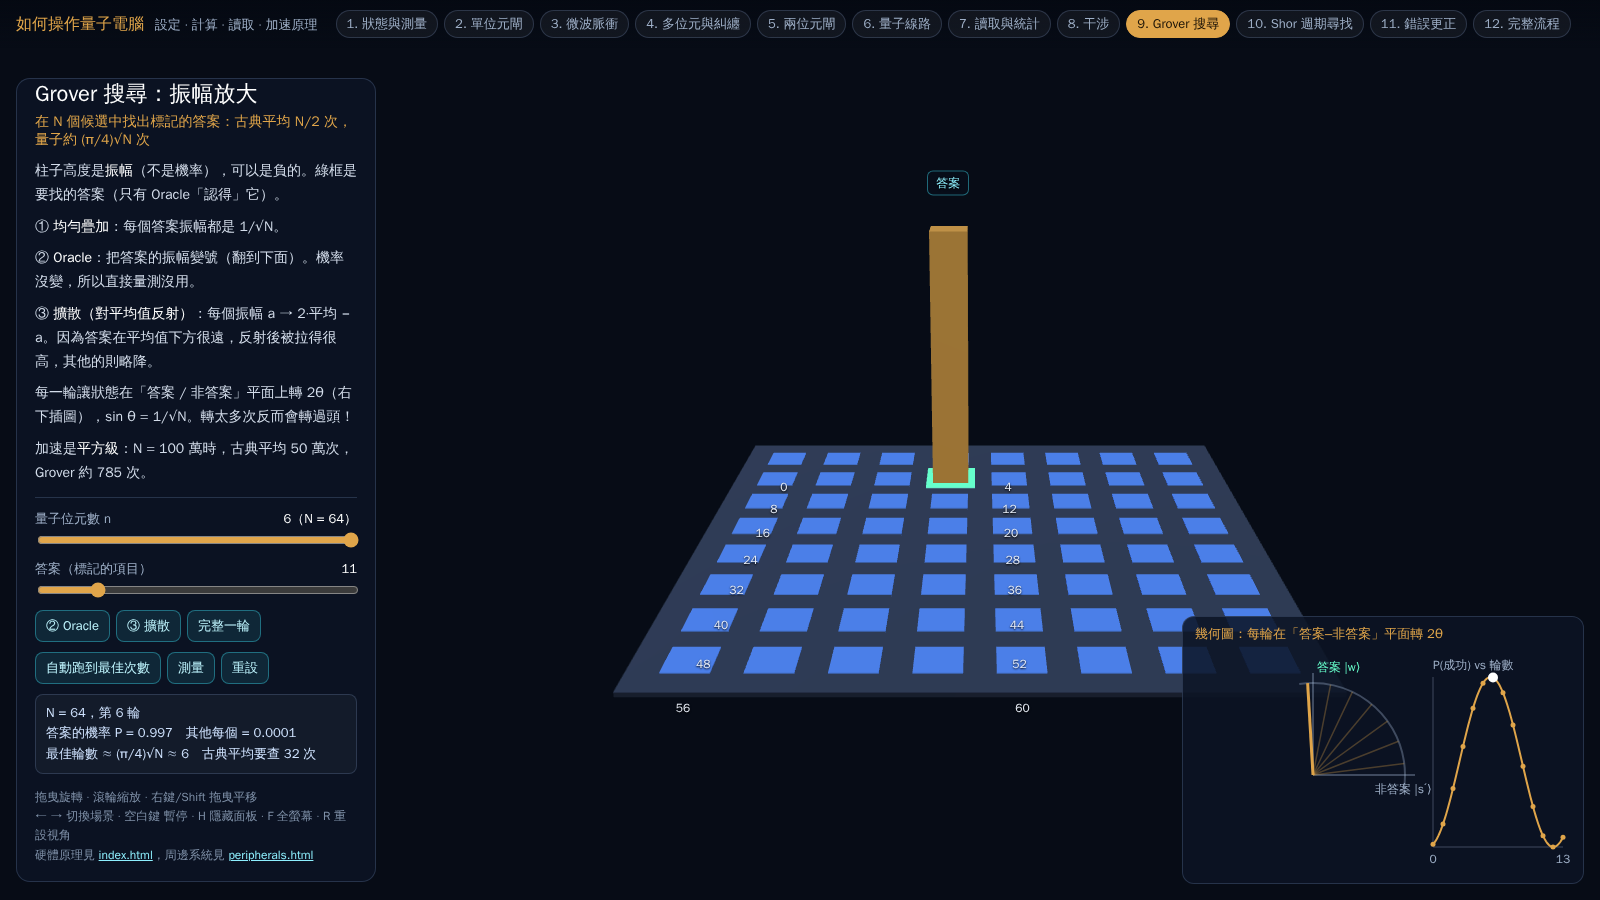 如何操作量子電腦 設定 · 計算 · 讀取 · 加速原理
1. 狀態與測量
2. 單位元閘
3. 微波脈衝
4. 多位元與糾纏
5. 兩位元閘
6. 量子線路
7. 讀取與統計
8. 干涉
9. Grover 搜尋
10. Shor 週期尋找
11. 錯誤更正
12. 完整流程
Grover 搜尋：振幅放大
在 N 個候選中找出標記的答案：古典平均 N/2 次，
量子約 (π/4)√N 次
柱子高度是振幅（不是機率），可以是負的。綠框是
要找的答案（只有 Oracle「認得」它）。
① 均勻疊加：每個答案振幅都是 1/√N。
② Oracle：把答案的振幅變號（翻到下面）。機率
沒變，所以直接量測沒用。
③ 擴散（對平均值反射）：每個振幅 a → 2·平均 −
a。因為答案在平均值下方很遠，反射後被拉得很
高，其他的則略降。
每一輪讓狀態在「答案 / 非答案」平面上轉 2θ（右
下插圖），sin θ = 1/√N。轉太多次反而會轉過頭！
加速是平方級：N = 100 萬時，古典平均 50 萬次，
Grover 約 785 次。
量子位元數 n 6（N = 64）
答案（標記的項目） 11
② Oracle
③ 擴散
完整一輪
自動跑到最佳次數
測量
重設
N = 64，第 6 輪
答案的機率 P = 0.997 其他每個 = 0.0001
最佳輪數 ≈ (π/4)√N ≈ 6 古典平均要查 32 次
拖曳旋轉 · 滾輪縮放 · 右鍵/Shift 拖曳平移
← → 切換場景 · 空白鍵 暫停 · H 隱藏面板 · F 全螢幕 · R 重
設視角
硬體原理見 index.html，周邊系統見 peripherals.html
答案
0 4
8 12
16 20
24 28
32 36
40 44
48 52
56 60
幾何圖：每輪在「答案–非答案」平面轉 2θ
答案 |w⟩
非答案 |s′⟩
P(成功) vs 輪數
0 13